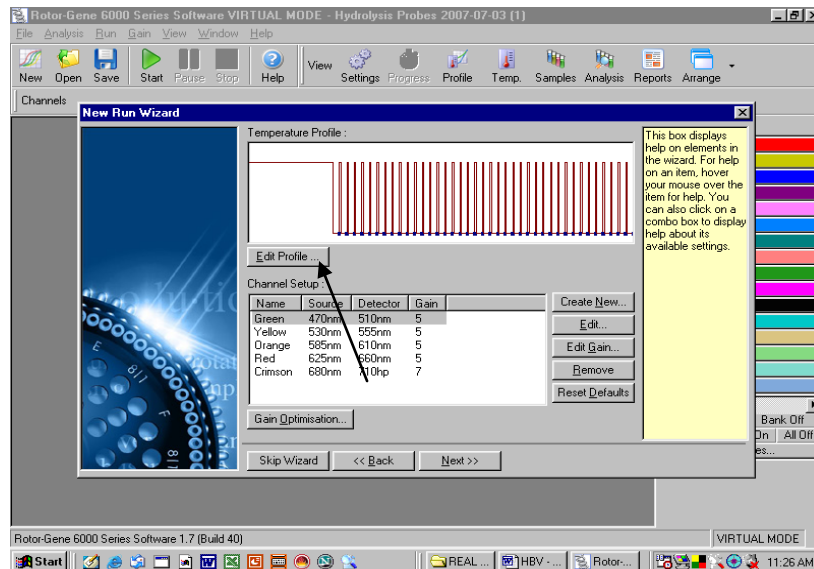 Rotor-Gene 6000 Series Software VIRTUAL MODE - Hydrolysis Probes 2007-07-03 (1)
File Analysis Run Gain View Window Help
New Open Save Start Pause Stop Help View Settings Progress Profile Temp. Samples Analysis Reports Arrange
Channels
New Run Wizard
Temperature Profile :
Edit Profile ...
Channel Setup :
Name Source Detector Gain
Green 470nm 510nm 5
Yellow 530nm 555nm 5
Orange 585nm 610nm 5
Red 625nm 660nm 5
Crimson 680nm 710hp 7
Create New...
Edit...
Edit Gain...
Remove
Reset Defaults
Gain Optimisation...
Skip Wizard << Back Next >>
This box displays
help on elements in
the wizard. For help
on an item, hover
your mouse over the
item for help. You
can also click on a
combo box to display
help about its
available settings.
Bank Off
On All Off
es...
Rotor-Gene 6000 Series Software 1.7 (Build 40) VIRTUAL MODE
Start REAL ... HBV - ... Rotor-... 11:26 AM